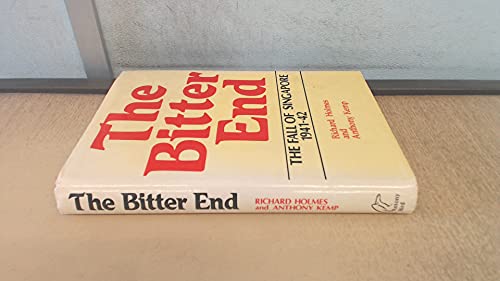 The
Bitter
End
THE FALL OF SINGAPORE
1941-42
Richard Holmes
and
Anthony Kemp
The Bitter End
RICHARD HOLMES
and ANTHONY KEMP
Bird